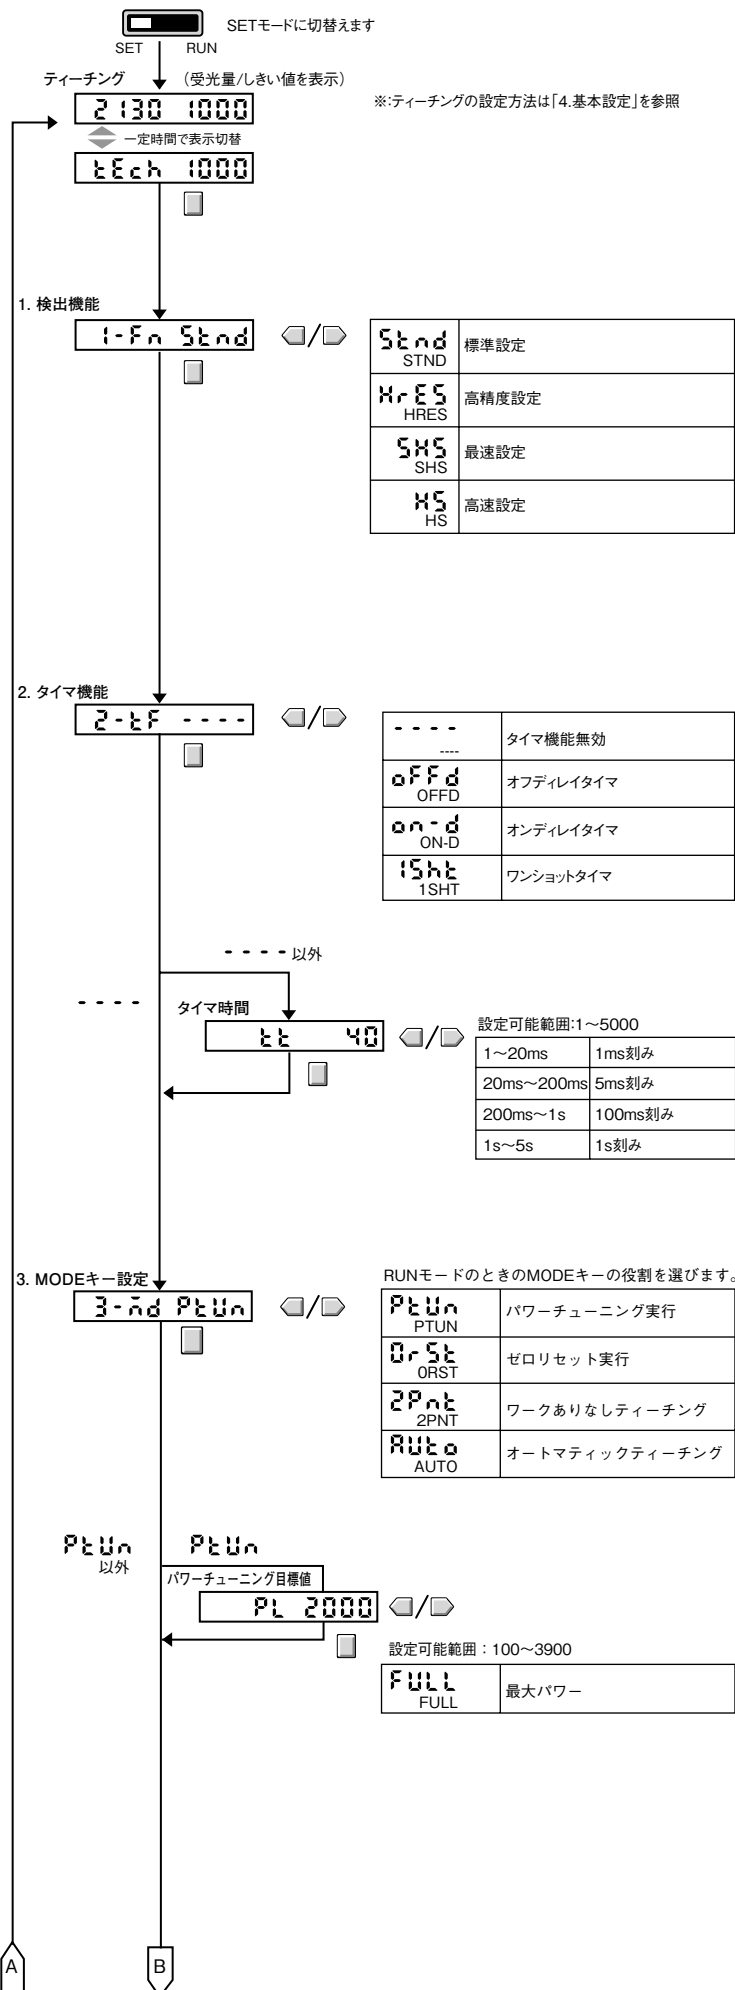 SETモードに切替えます
SET RUN
ティーチング (受光量/しきい値を表示)
2130 1000
※:ティーチングの設定方法は「4.基本設定」を参照
一定時間で表示切替
tEch 1000
1. 検出機能
1-Fn Stnd
/
Stnd
STND
標準設定
HrES
HRES
高精度設定
SHS
SHS
最速設定
HS
HS
高速設定
2. タイマ機能
2-tF ----
/
----
----
タイマ機能無効
oFFd
OFFD
オフディレイタイマ
on-d
ON-D
オンディレイタイマ
1Sht
1SHT
ワンショットタイマ
---- 以外
----
タイマ時間
tt 40
/
設定可能範囲:1～5000
1～20ms 1ms刻み
20ms～200ms 5ms刻み
200ms～1s 100ms刻み
1s～5s 1s刻み
3. MODEキー設定
3-md PtUn
/
RUNモードのときのMODEキーの役割を選びます。
PtUn
PTUN
パワーチューニング実行
0rSt
0RST
ゼロリセット実行
2Pnt
2PNT
ワークありなしティーチング
AUto
AUTO
オートマティックティーチング
PtUn
以外
PtUn
パワーチューニング目標値
PL 2000
/
設定可能範囲：100～3900
FULL
FULL
最大パワー
A
B